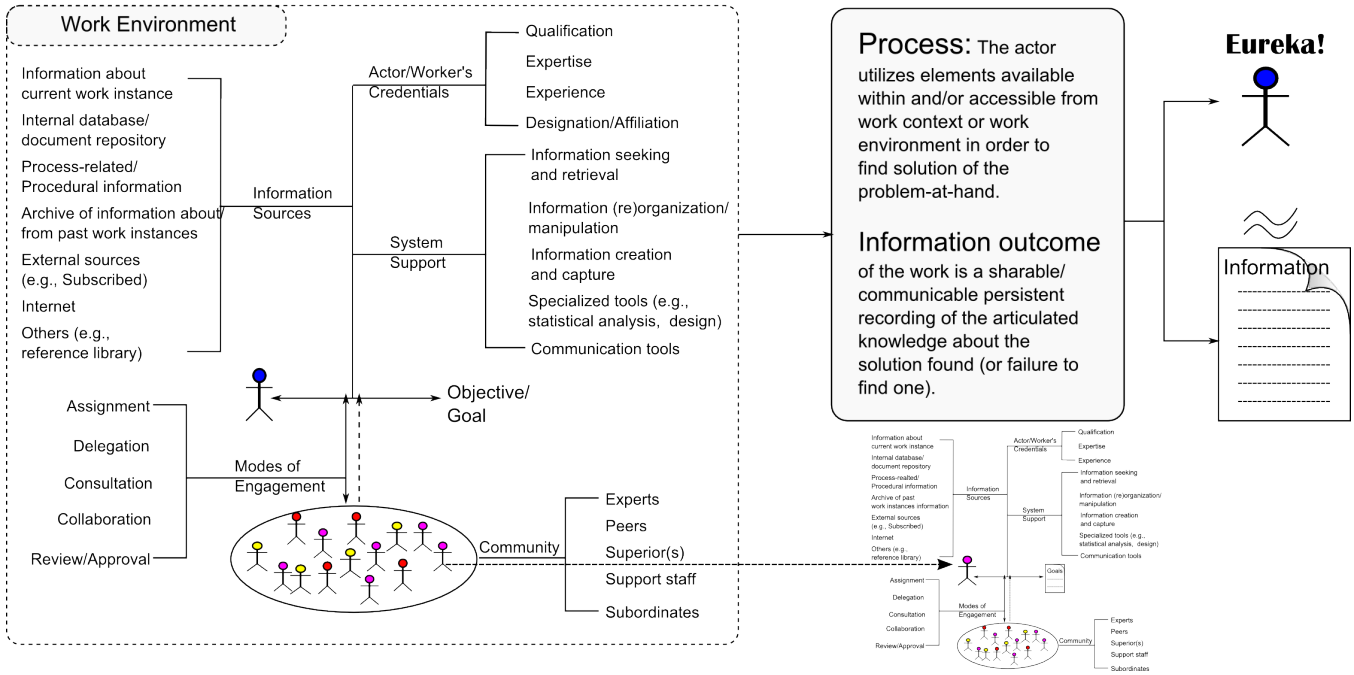 Work Environment
Information about
current work instance
Internal database/
document repository
Process-related/
Procedural information
Archive of information about/
from past work instances
External sources
(e.g., Subscribed)
Internet
Others (e.g.,
reference library)
Information
Sources
Actor/Worker's
Credentials
Qualification
Expertise
Experience
Designation/Affiliation
System
Support
Information seeking
and retrieval
Information (re)organization/
manipulation
Information creation
and capture
Specialized tools (e.g.,
statistical analysis, design)
Communication tools
Objective/
Goal
Assignment
Delegation
Consultation
Collaboration
Review/Approval
Modes of
Engagement
Community
Experts
Peers
Superior(s)
Support staff
Subordinates
Process: The actor
utilizes elements available
within and/or accessible from
work context or work
environment in order to
find solution of the
problem-at-hand.
Information outcome
of the work is a sharable/
communicable persistent
recording of the articulated
knowledge about the
solution found (or failure to
find one).
Eureka!
Information
Information about
current work instance
Internal database/
document repository
Process-realted/
Procedural information
Archive of past
work instances information
External sources
(e.g., Subscribed)
Internet
Others (e.g.,
reference library)
Information
Sources
Actor/Worker's
Credentials
Qualification
Expertise
Experience
System
Support
Information seeking
and retrieval
Information (re)organization/
manipulation
Information creation
and capture
Specialized tools (e.g.,
statistical analysis, design)
Communication tools
Goals
Assignment
Delegation
Consultation
Collaboration
Review/Approval
Modes of
Engagement
Community
Experts
Peers
Superior(s)
Support staff
Subordinates